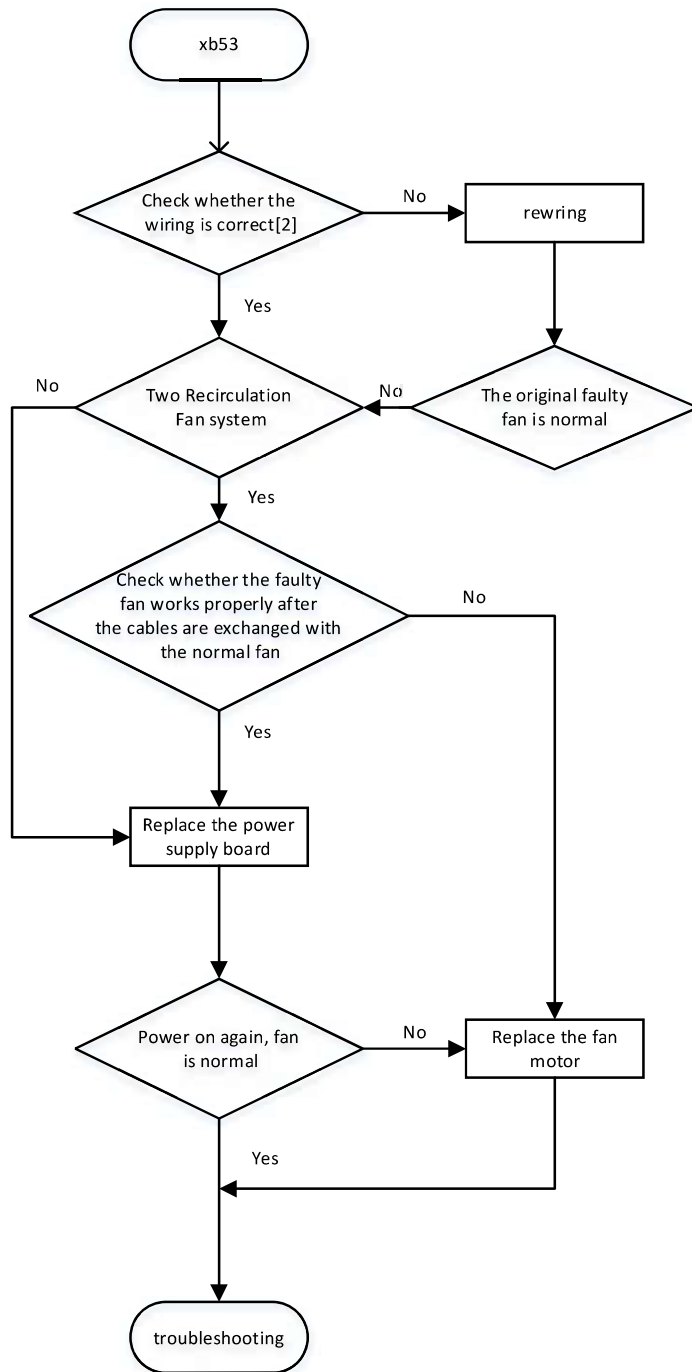 xb53
Check whether the
wiring is correct[2]
No
rewring
Yes
No
Two Recirculation
Fan system
No
The original faulty
fan is normal
Yes
Check whether the faulty
fan works properly after
the cables are exchanged with
the normal fan
No
Yes
Replace the power
supply board
Power on again, fan
is normal
No
Replace the fan
motor
Yes
troubleshooting